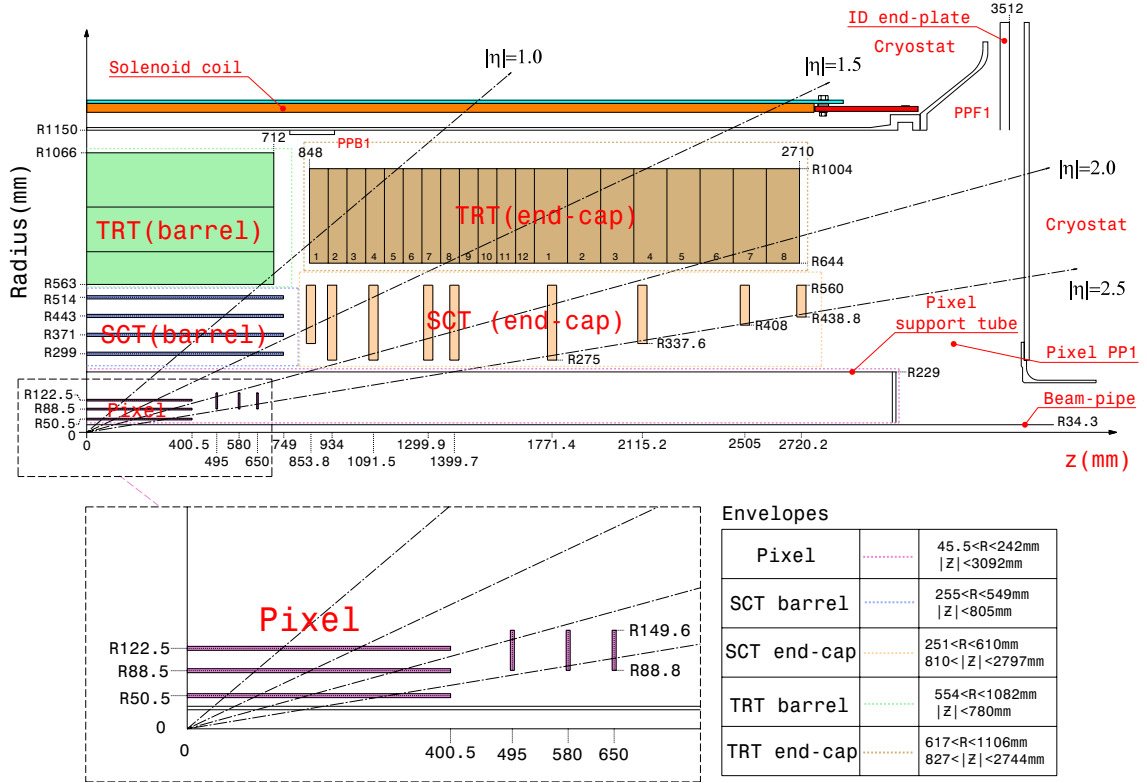 ID end-plate
3512
Cryostat
|η|=1.0
|η|=1.5
Solenoid coil
PPF1
R1150
712
PPB1
848
2710
R1066
R1004
|η|=2.0
TRT(barrel)
TRT(end-cap)
Cryostat
Radius(mm)
1 2 3 4 5 6 7 8 9 10 11 12 1 2 3 4 5 6 7 8
R644
R563
R560
|η|=2.5
R514
R443
SCT(barrel)
SCT (end-cap)
R438.8
R408
Pixel
support tube
R371
R337.6
R299
R275
Pixel PP1
R229
R122.5
R88.5
Pixel
Beam-pipe
R50.5
R34.3
0
0
400.5
580
749
934
1299.9
1771.4
2115.2
2505
2720.2
495
650
853.8
1091.5
1399.7
z(mm)
Envelopes
Pixel
45.5<R<242mm
|Z|<3092mm
SCT barrel
255<R<549mm
|Z|<805mm
SCT end-cap
251<R<610mm
810<|Z|<2797mm
TRT barrel
554<R<1082mm
|Z|<780mm
TRT end-cap
617<R<1106mm
827<|Z|<2744mm
Pixel
R122.5
R149.6
R88.5
R88.8
R50.5
0
0
400.5
495
580
650